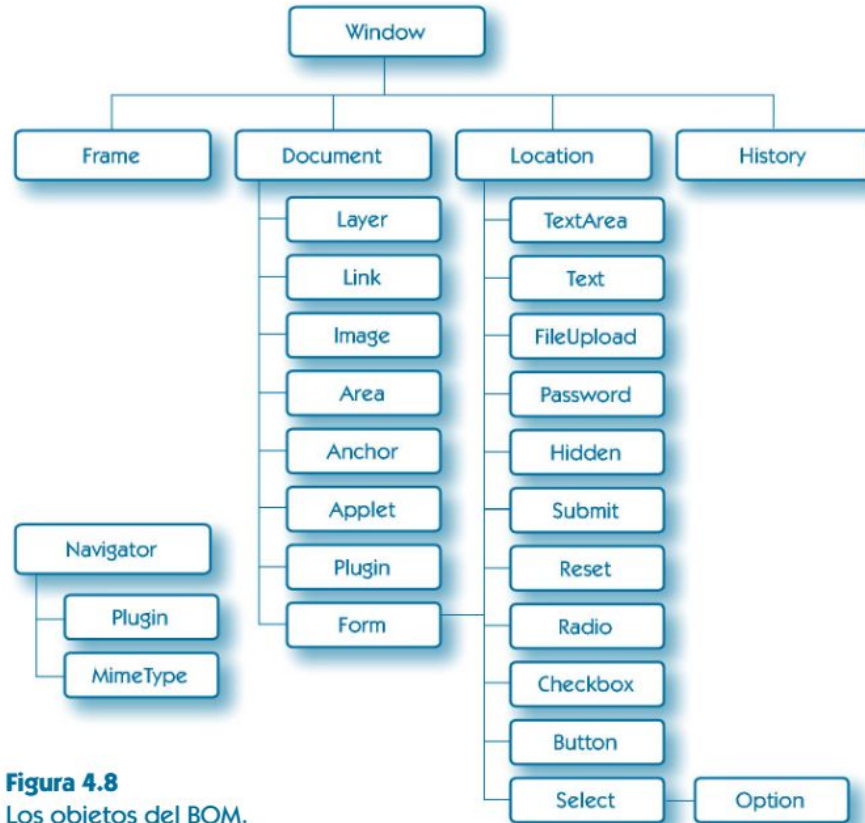 Window
Frame
Document
Location
History
Layer
Link
Image
Area
Anchor
Applet
Plugin
Form
TextArea
Text
FileUpload
Password
Hidden
Submit
Reset
Radio
Checkbox
Button
Select
Option
Navigator
Plugin
MimeType
Figura 4.8
Los objetos del BOM.